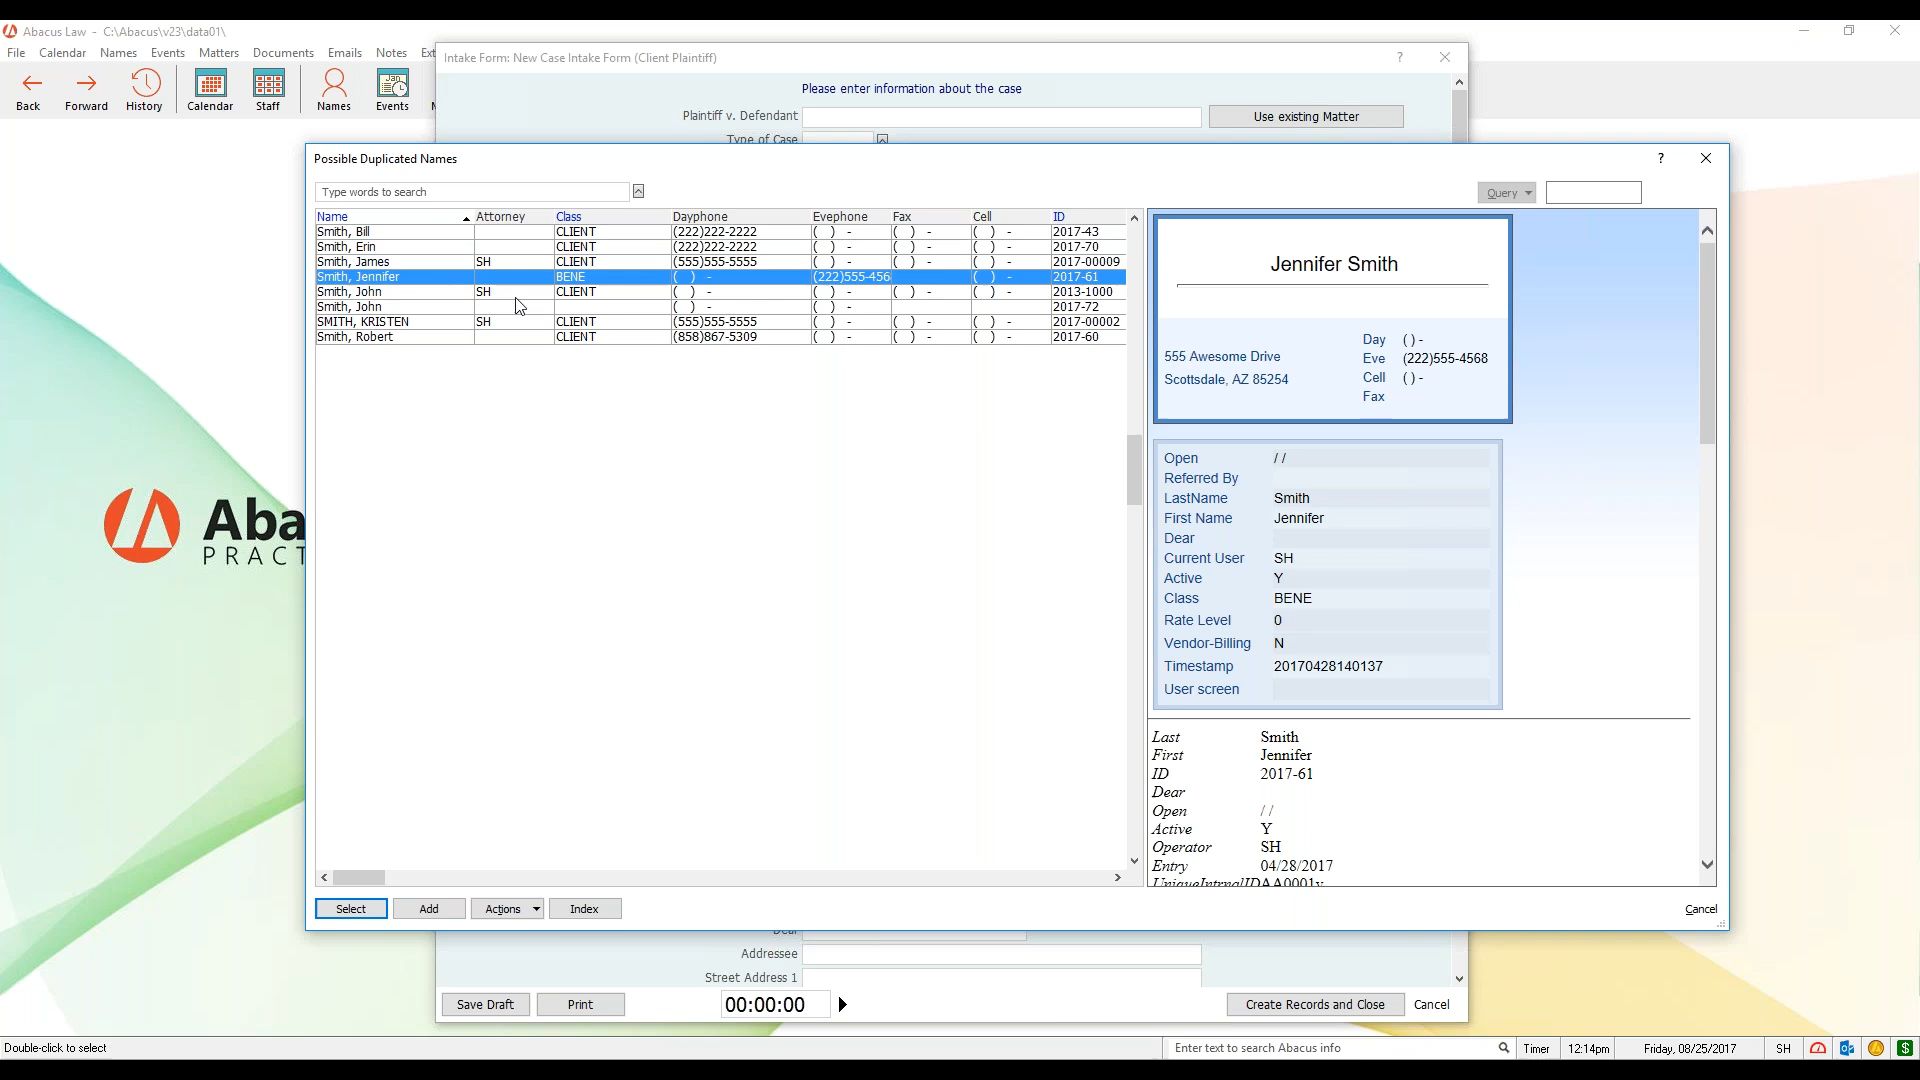 Abacus Law - C:\Abacus\v23\data01\
File Calendar Names Events Matters Documents Emails Notes Ext
Back Forward History Calendar Staff Names Events
Intake Form: New Case Intake Form (Client Plaintiff) ?
Please enter information about the case
Plaintiff v. Defendant Use existing Matter
Type of Case
Possible Duplicated Names ?
Type words to search Query
Name Attorney Class Dayphone Evephone Fax Cell ID
Smith, Bill CLIENT (222)222-2222 ( ) - ( ) - ( ) - 2017-43
Smith, Erin CLIENT (222)222-2222 ( ) - ( ) - ( ) - 2017-70
Smith, James SH CLIENT (555)555-5555 ( ) - ( ) - ( ) - 2017-00009
Smith, Jennifer BENE ( ) - (222)555-456 ( ) - 2017-61
Smith, John SH CLIENT ( ) - ( ) - ( ) - ( ) - 2013-1000
Smith, John ( ) - 2017-72
SMITH, KRISTEN SH CLIENT (555)555-5555 ( ) - ( ) - ( ) - 2017-00002
Smith, Robert CLIENT (858)867-5309 ( ) - ( ) - ( ) - 2017-60
Jennifer Smith
555 Awesome Drive
Scottsdale, AZ 85254
Day ( ) -
Eve (222)555-4568
Cell ( ) -
Fax
Open / /
Referred By
LastName Smith
First Name Jennifer
Dear
Current User SH
Active Y
Class BENE
Rate Level 0
Vendor-Billing N
Timestamp 20170428140137
User screen
Last Smith
First Jennifer
ID 2017-61
Dear
Open / /
Active Y
Operator SH
Entry 04/28/2017
Aba
PRACT
Select Add Actions Index Cancel
Addressee
Street Address 1
Save Draft Print 00:00:00 Create Records and Close Cancel
Double-click to select Enter text to search Abacus info Timer 12:14pm Friday, 08/25/2017 SH